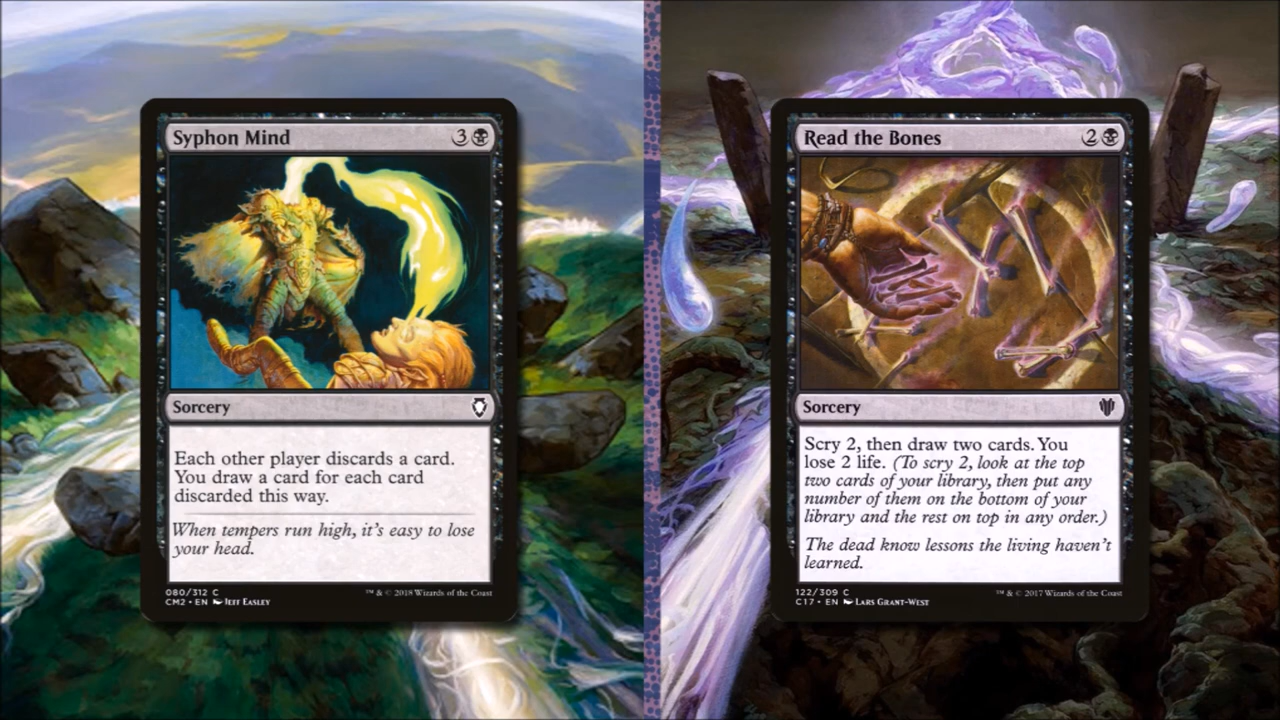 Syphon Mind 3
Sorcery
Each other player discards a card.
You draw a card for each card
discarded this way.
When tempers run high, it's easy to lose
your head.
080/312 C
CM2 • EN Jeff Easley
™ & © 2018 Wizards of the Coast
Read the Bones 2
Sorcery
Scry 2, then draw two cards. You
lose 2 life. (To scry 2, look at the top
two cards of your library, then put any
number of them on the bottom of your
library and the rest on top in any order.)
The dead know lessons the living haven't
learned.
122/309 C
C17 • EN Lars Grant-West
™ & © 2017 Wizards of the Coast